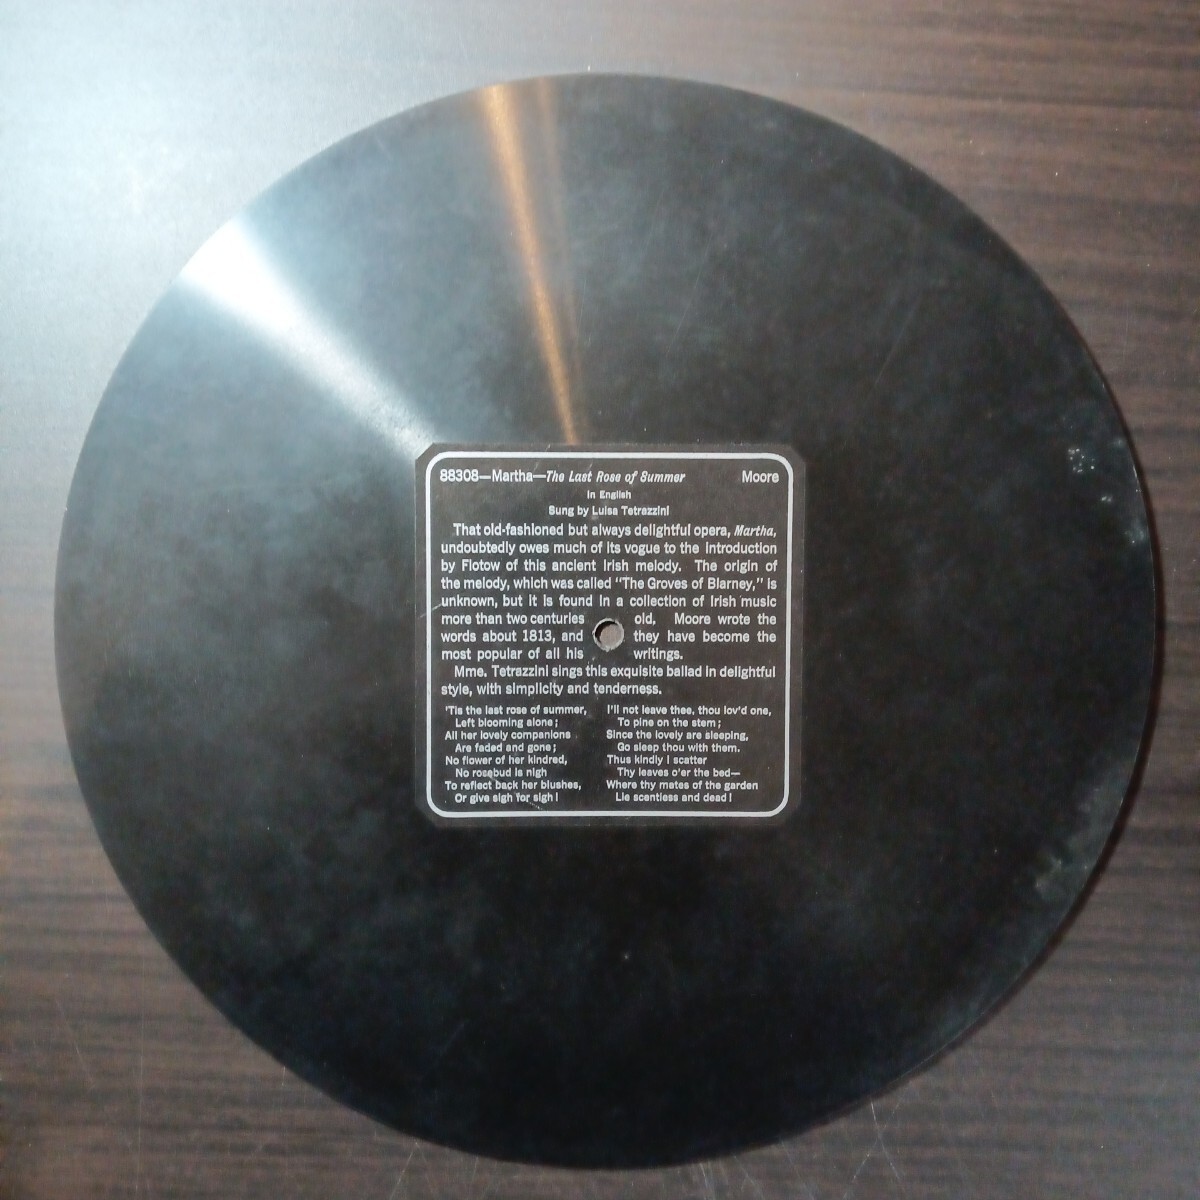 88308—Martha—The Last Rose of Summer Moore
In English
Sung by Luisa Tetrazzini
That old-fashioned but always delightful opera, Martha,
undoubtedly owes much of its vogue to the introduction
by Flotow of this ancient Irish melody. The origin of
the melody, which was called "The Groves of Blarney," is
unknown, but it is found in a collection of Irish music
more than two centuries old. Moore wrote the
words about 1813, and they have become the
most popular of all his writings.
Mme. Tetrazzini sings this exquisite ballad in delightful
style, with simplicity and tenderness.
'Tis the last rose of summer,
Left blooming alone;
All her lovely companions
Are faded and gone;
No flower of her kindred,
No rosebud is nigh
To reflect back her blushes,
Or give sigh for sigh!
I'll not leave thee, thou lov'd one,
To pine on the stem;
Since the lovely are sleeping,
Go sleep thou with them.
Thus kindly I scatter
Thy leaves o'er the bed—
Where thy mates of the garden
Lie scentless and dead!